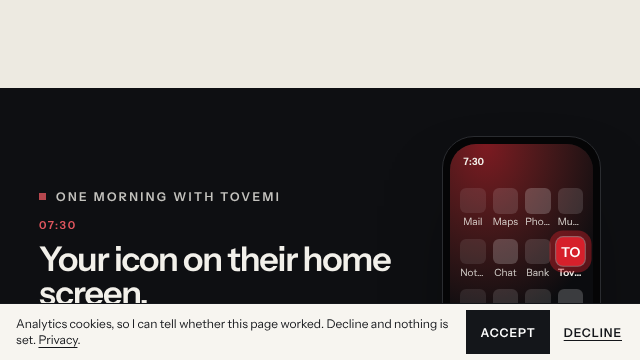 ONE MORNING WITH TOVEMI
07:30
Your icon on their home
screen.
7:30
Mail Maps Pho... Mu...
TO
Not... Chat Bank Tov...
Analytics cookies, so I can tell whether this page worked. Decline and nothing is
set. Privacy.
ACCEPT DECLINE